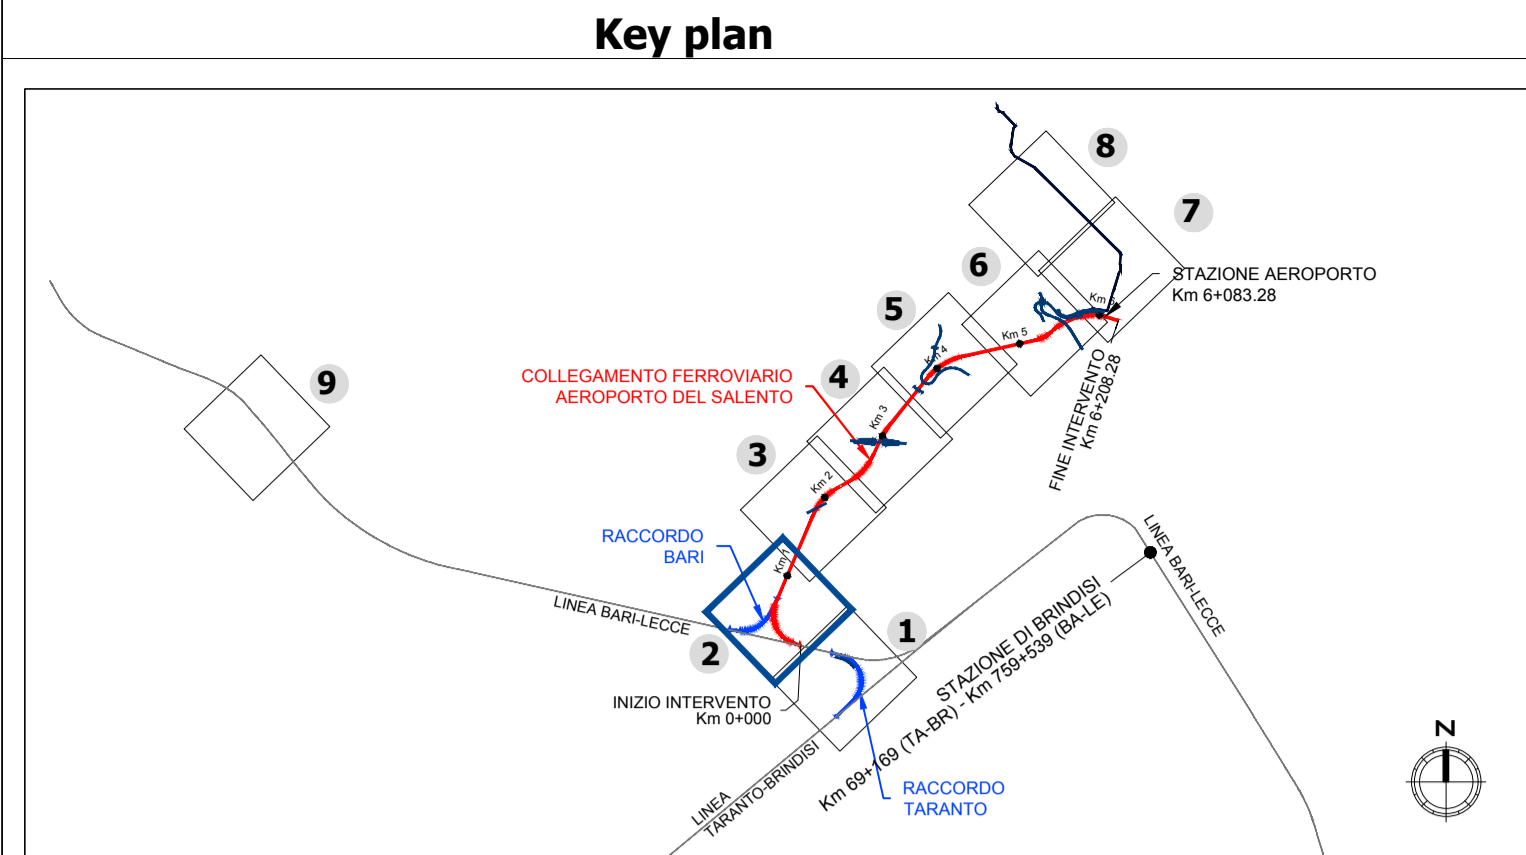 Key plan
8
7
6
STAZIONE AEROPORTO
Km 6+083.28
Km 6
5
Km 5
Km 4
FINE INTERVENTO
Km 6+208.28
9
COLLEGAMENTO FERROVIARIO
AEROPORTO DEL SALENTO
4
Km 3
3
Km 2
RACCORDO
BARI
Km 1
LINEA BARI-LECCE
LINEA BARI-LECCE
1
2
STAZIONE DI BRINDISI
Km 69+169 (TA-BR) - Km 759+539 (BA-LE)
INIZIO INTERVENTO
Km 0+000
LINEA
TARANTO-BRINDISI
RACCORDO
TARANTO
N